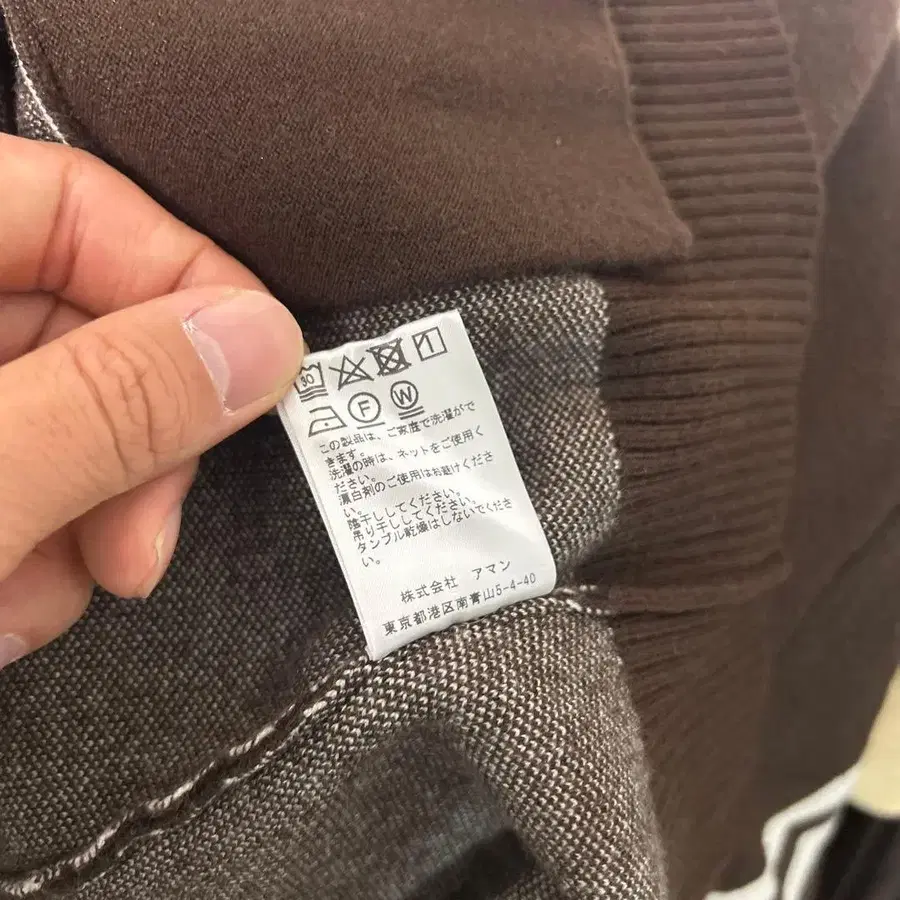 30
F W
この製品は、ご家庭で洗濯がで
きます。
洗濯の時は、ネットをご使用く
ださい。
漂白剤のご使用はお避けくださ
い。
陰干ししてください。
吊り干ししてください。
タンブル乾燥はしないでくださ
い。
株式会社 アマン
東京都港区南青山5-4-40